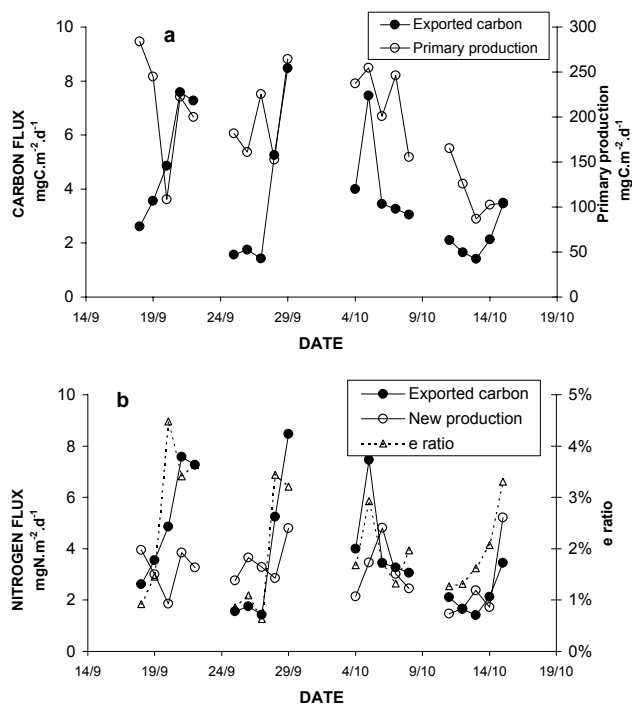 a
Exported carbon
Primary production
CARBON FLUX
mgC.m⁻².d⁻¹
10
8
6
4
2
0
300
250
200
150
100
50
0
Primary production
mgC.m⁻².d⁻¹
14/9 19/9 24/9 29/9 4/10 9/10 14/10 19/10
DATE
b
Exported carbon
New production
e ratio
NITROGEN FLUX
mgN.m⁻².d⁻¹
10
8
6
4
2
0
5%
4%
3%
2%
1%
0%
e ratio
14/9 19/9 24/9 29/9 4/10 9/10 14/10 19/10
DATE